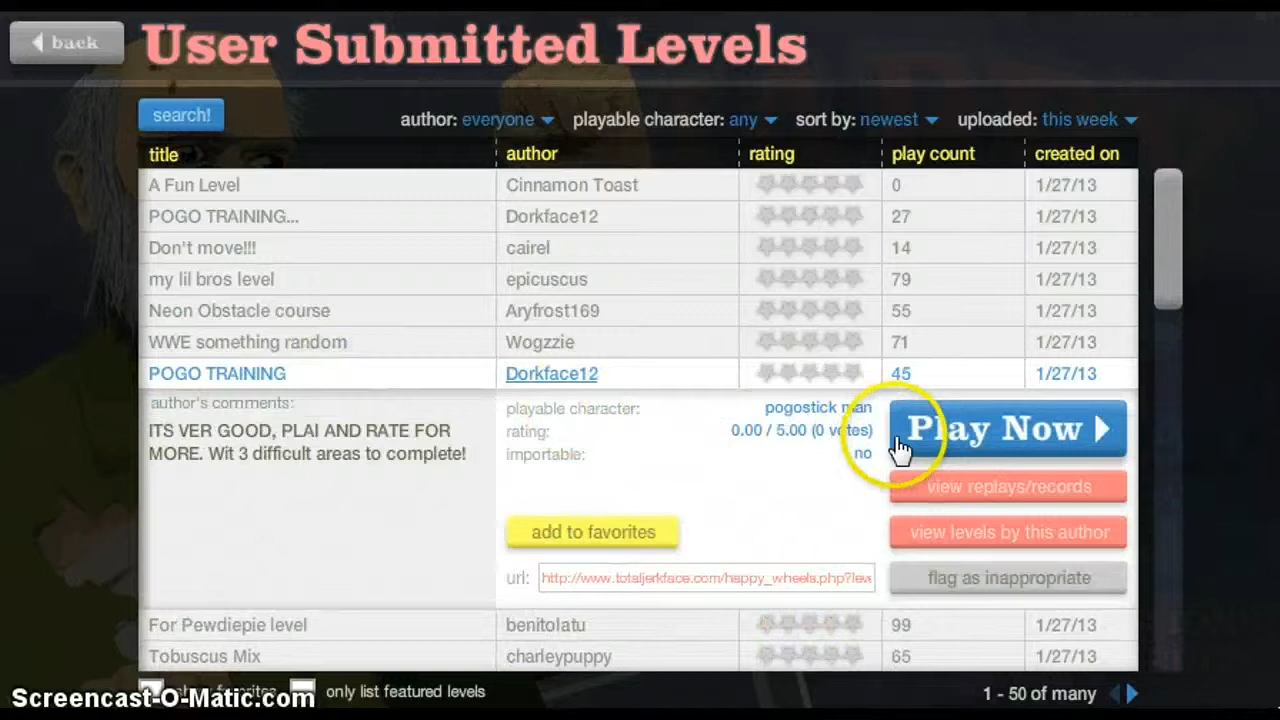 back
User Submitted Levels
search!
author: everyone playable character: any sort by: newest uploaded: this week
title author rating play count created on
A Fun Level Cinnamon Toast 0 1/27/13
POGO TRAINING... Dorkface12 27 1/27/13
Don't move!!! cairel 14 1/27/13
my lil bros level epicuscus 79 1/27/13
Neon Obstacle course Aryfrost169 55 1/27/13
WWE something random Wogzzie 71 1/27/13
POGO TRAINING Dorkface12 45 1/27/13
author's comments:
ITS VER GOOD, PLAI AND RATE FOR
MORE. Wit 3 difficult areas to complete!
playable character: pogostick man
rating: 0.00 / 5.00 (0 votes)
importable: no
Play Now
view replays/records
add to favorites
view levels by this author
url: http://www.totaljerkface.com/happy_wheels.php?leve
flag as inappropriate
For Pewdiepie level benitolatu 99 1/27/13
Tobuscus Mix charleypuppy 65 1/27/13
only list featured levels
1 - 50 of many
Screencast-O-Matic.com